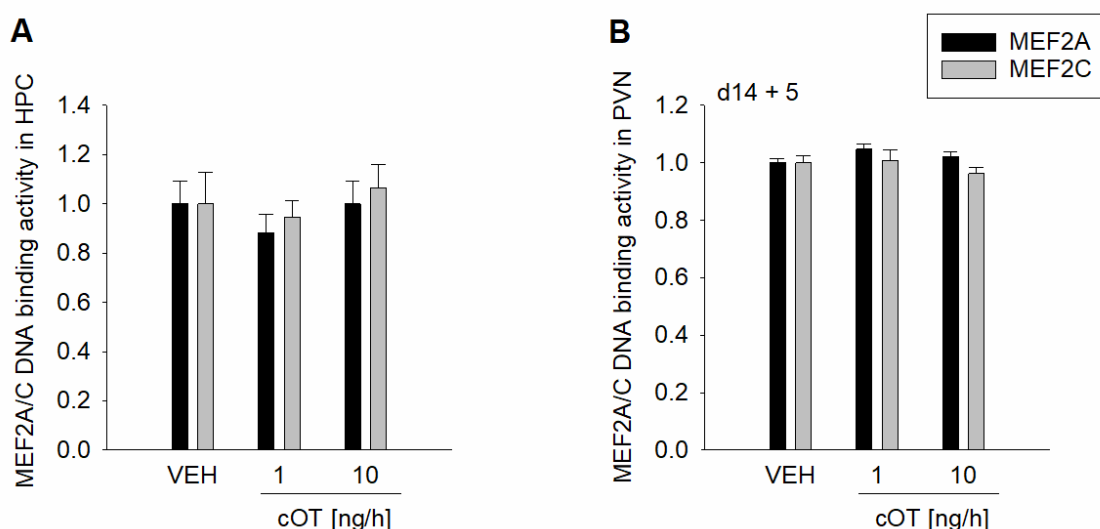 A
MEF2A/C DNA binding activity in HPC
1.4
1.2
1.0
0.8
0.6
0.4
0.2
0.0
VEH 1 10
cOT [ng/h]
B
MEF2A
MEF2C
d14 + 5
MEF2A/C DNA binding activity in PVN
1.2
1.0
0.8
0.6
0.4
0.2
0.0
VEH 1 10
cOT [ng/h]